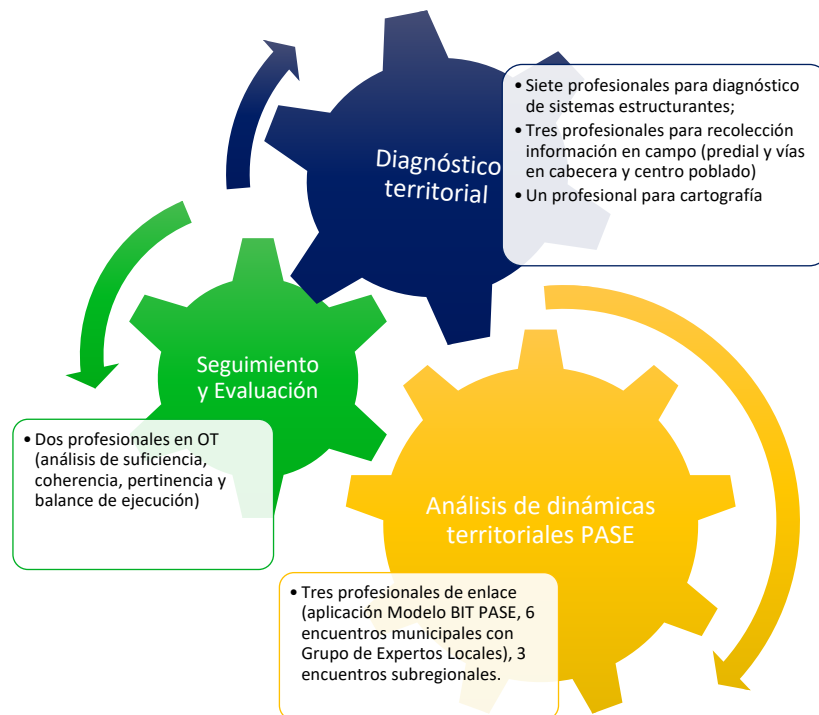 • Siete profesionales para diagnóstico
de sistemas estructurantes;
• Tres profesionales para recolección
información en campo (predial y vías
en cabecera y centro poblado)
• Un profesional para cartografía
Diagnóstico
territorial
Seguimiento
y Evaluación
• Dos profesionales en OT
(análisis de suficiencia,
coherencia, pertinencia y
balance de ejecución)
Análisis de dinámicas
territoriales PASE
• Tres profesionales de enlace
(aplicación Modelo BIT PASE, 6
encuentros municipales con
Grupo de Expertos Locales), 3
encuentros subregionales.